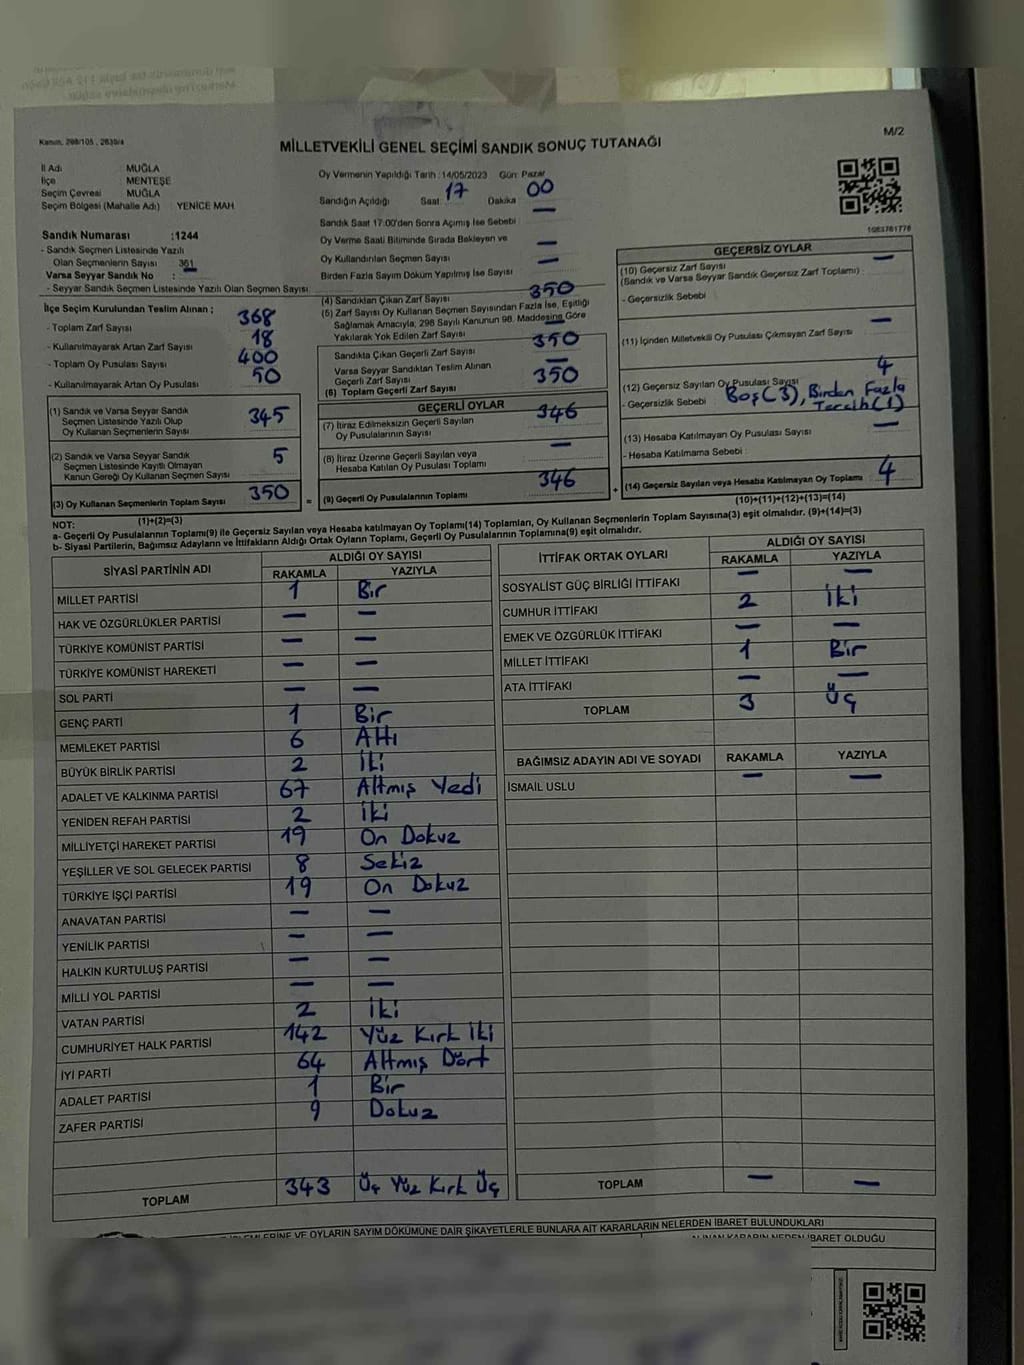 Kanun, 298/105 , 2839/4
M/2
MİLLETVEKİLİ GENEL SEÇİMİ SANDIK SONUÇ TUTANAĞI
İl Adı : MUĞLA
İlçe : MENTEŞE
Seçim Çevresi : MUĞLA
Seçim Bölgesi (Mahalle Adı) : YENİCE MAH.
Sandık Numarası :1244
- Sandık Seçmen Listesinde Yazılı
Olan Seçmenlerin Sayısı 361
Varsa Seyyar Sandık No :
- Seyyar Sandık Seçmen Listesinde Yazılı Olan Seçmen Sayısı
Oy Vermenin Yapıldığı Tarih :14/05/2023 Gün: Pazar
Sandığın Açıldığı Saat 17 Dakika 00
Sandık Saat 17.00'den Sonra Açılmış İse Sebebi —
Oy Verme Saati Bitiminde Sırada Bekleyen ve
Oy Kullandırılan Seçmen Sayısı —
Birden Fazla Sayım Döküm Yapılmış İse Sayısı —
1083781776
İlçe Seçim Kurulundan Teslim Alınan ;
- Toplam Zarf Sayısı 368
- Kullanılmayarak Artan Zarf Sayısı 18
- Toplam Oy Pusulası Sayısı 400
- Kullanılmayarak Artan Oy Pusulası 50
(1) Sandık ve Varsa Seyyar Sandık
Seçmen Listesinde Yazılı Olup
Oy Kullanan Seçmenlerin Sayısı 345
(2) Sandık ve Varsa Seyyar Sandık
Seçmen Listesinde Kayıtlı Olmayan
Kanun Gereği Oy Kullanan Seçmen Sayısı 5
(3) Oy Kullanan Seçmenlerin Toplam Sayısı 350
(1)+(2)=(3)
(4) Sandıktan Çıkan Zarf Sayısı 350
(5) Zarf Sayısı Oy Kullanan Seçmen Sayısından Fazla İse, Eşitliği
Sağlamak Amacıyla, 298 Sayılı Kanunun 98. Maddesine Göre
Yakılarak Yok Edilen Zarf Sayısı —
Sandıkta Çıkan Geçerli Zarf Sayısı 350
Varsa Seyyar Sandıktan Teslim Alınan
Geçerli Zarf Sayısı —
(6) Toplam Geçerli Zarf Sayısı 350
GEÇERLİ OYLAR
(7) İtiraz Edilmeksizin Geçerli Sayılan
Oy Pusulalarının Sayısı 346
(8) İtiraz Üzerine Geçerli Sayılan veya
Hesaba Katılan Oy Pusulası Toplamı —
= (9) Geçerli Oy Pusulalarının Toplamı 346 +
GEÇERSİZ OYLAR
(10) Geçersiz Zarf Sayısı —
(Sandık ve Varsa Seyyar Sandık Geçersiz Zarf Toplamı) :
- Geçersizlik Sebebi
(11) İçinden Milletvekili Oy Pusulası Çıkmayan Zarf Sayısı —
(12) Geçersiz Sayılan Oy Pusulası Sayısı 4
- Geçersizlik Sebebi Boş(3), Birden Fazla
Tercih(1)
(13) Hesaba Katılmayan Oy Pusulası Sayısı —
- Hesaba Katılmama Sebebi :
(14) Geçersiz Sayılan veya Hesaba Katılmayan Oy Toplamı 4
(10)+(11)+(12)+(13)=(14)
NOT:
a- Geçerli Oy Pusulalarının Toplamı(9) ile Geçersiz Sayılan veya Hesaba katılmayan Oy Toplamı(14) Toplamları, Oy Kullanan Seçmenlerin Toplam Sayısına(3) eşit olmalıdır. (9)+(14)=(3)
b- Siyasi Partilerin, Bağımsız Adayların ve İttifakların Aldığı Ortak Oyların Toplamı, Geçerli Oy Pusulalarının Toplamına(9) eşit olmalıdır.
SİYASİ PARTİNİN ADI ALDIĞI OY SAYISI
RAKAMLA YAZIYLA
MİLLET PARTİSİ 1 Bir
HAK VE ÖZGÜRLÜKLER PARTİSİ — —
TÜRKİYE KOMÜNİST PARTİSİ — —
TÜRKİYE KOMÜNİST HAREKETİ — —
SOL PARTİ — —
GENÇ PARTİ 1 Bir
MEMLEKET PARTİSİ 6 Altı
BÜYÜK BİRLİK PARTİSİ 2 İki
ADALET VE KALKINMA PARTİSİ 67 Altmış Yedi
YENİDEN REFAH PARTİSİ 2 İki
MİLLİYETÇİ HAREKET PARTİSİ 19 On Dokuz
YEŞİLLER VE SOL GELECEK PARTİSİ 8 Sekiz
TÜRKİYE İŞÇİ PARTİSİ 19 On Dokuz
ANAVATAN PARTİSİ — —
YENİLİK PARTİSİ — —
HALKIN KURTULUŞ PARTİSİ — —
MİLLİ YOL PARTİSİ — —
VATAN PARTİSİ 2 İki
CUMHURİYET HALK PARTİSİ 142 Yüz Kırk İki
İYİ PARTİ 64 Altmış Dört
ADALET PARTİSİ 1 Bir
ZAFER PARTİSİ 9 Dokuz
TOPLAM 343 Üç Yüz Kırk Üç
İTTİFAK ORTAK OYLARI ALDIĞI OY SAYISI
RAKAMLA YAZIYLA
SOSYALİST GÜÇ BİRLİĞİ İTTİFAKI — —
CUMHUR İTTİFAKI 2 İki
EMEK VE ÖZGÜRLÜK İTTİFAKI — —
MİLLET İTTİFAKI 1 Bir
ATA İTTİFAKI — —
TOPLAM 3 Üç
BAĞIMSIZ ADAYIN ADI VE SOYADI RAKAMLA YAZIYLA
İSMAİL USLU — —
TOPLAM — —
VE OYLARIN SAYIM DÖKÜMÜNE DAİR ŞİKAYETLERLE BUNLARA AİT KARARLARIN NELERDEN İBARET BULUNDUKLARI
İBARET OLDUĞU